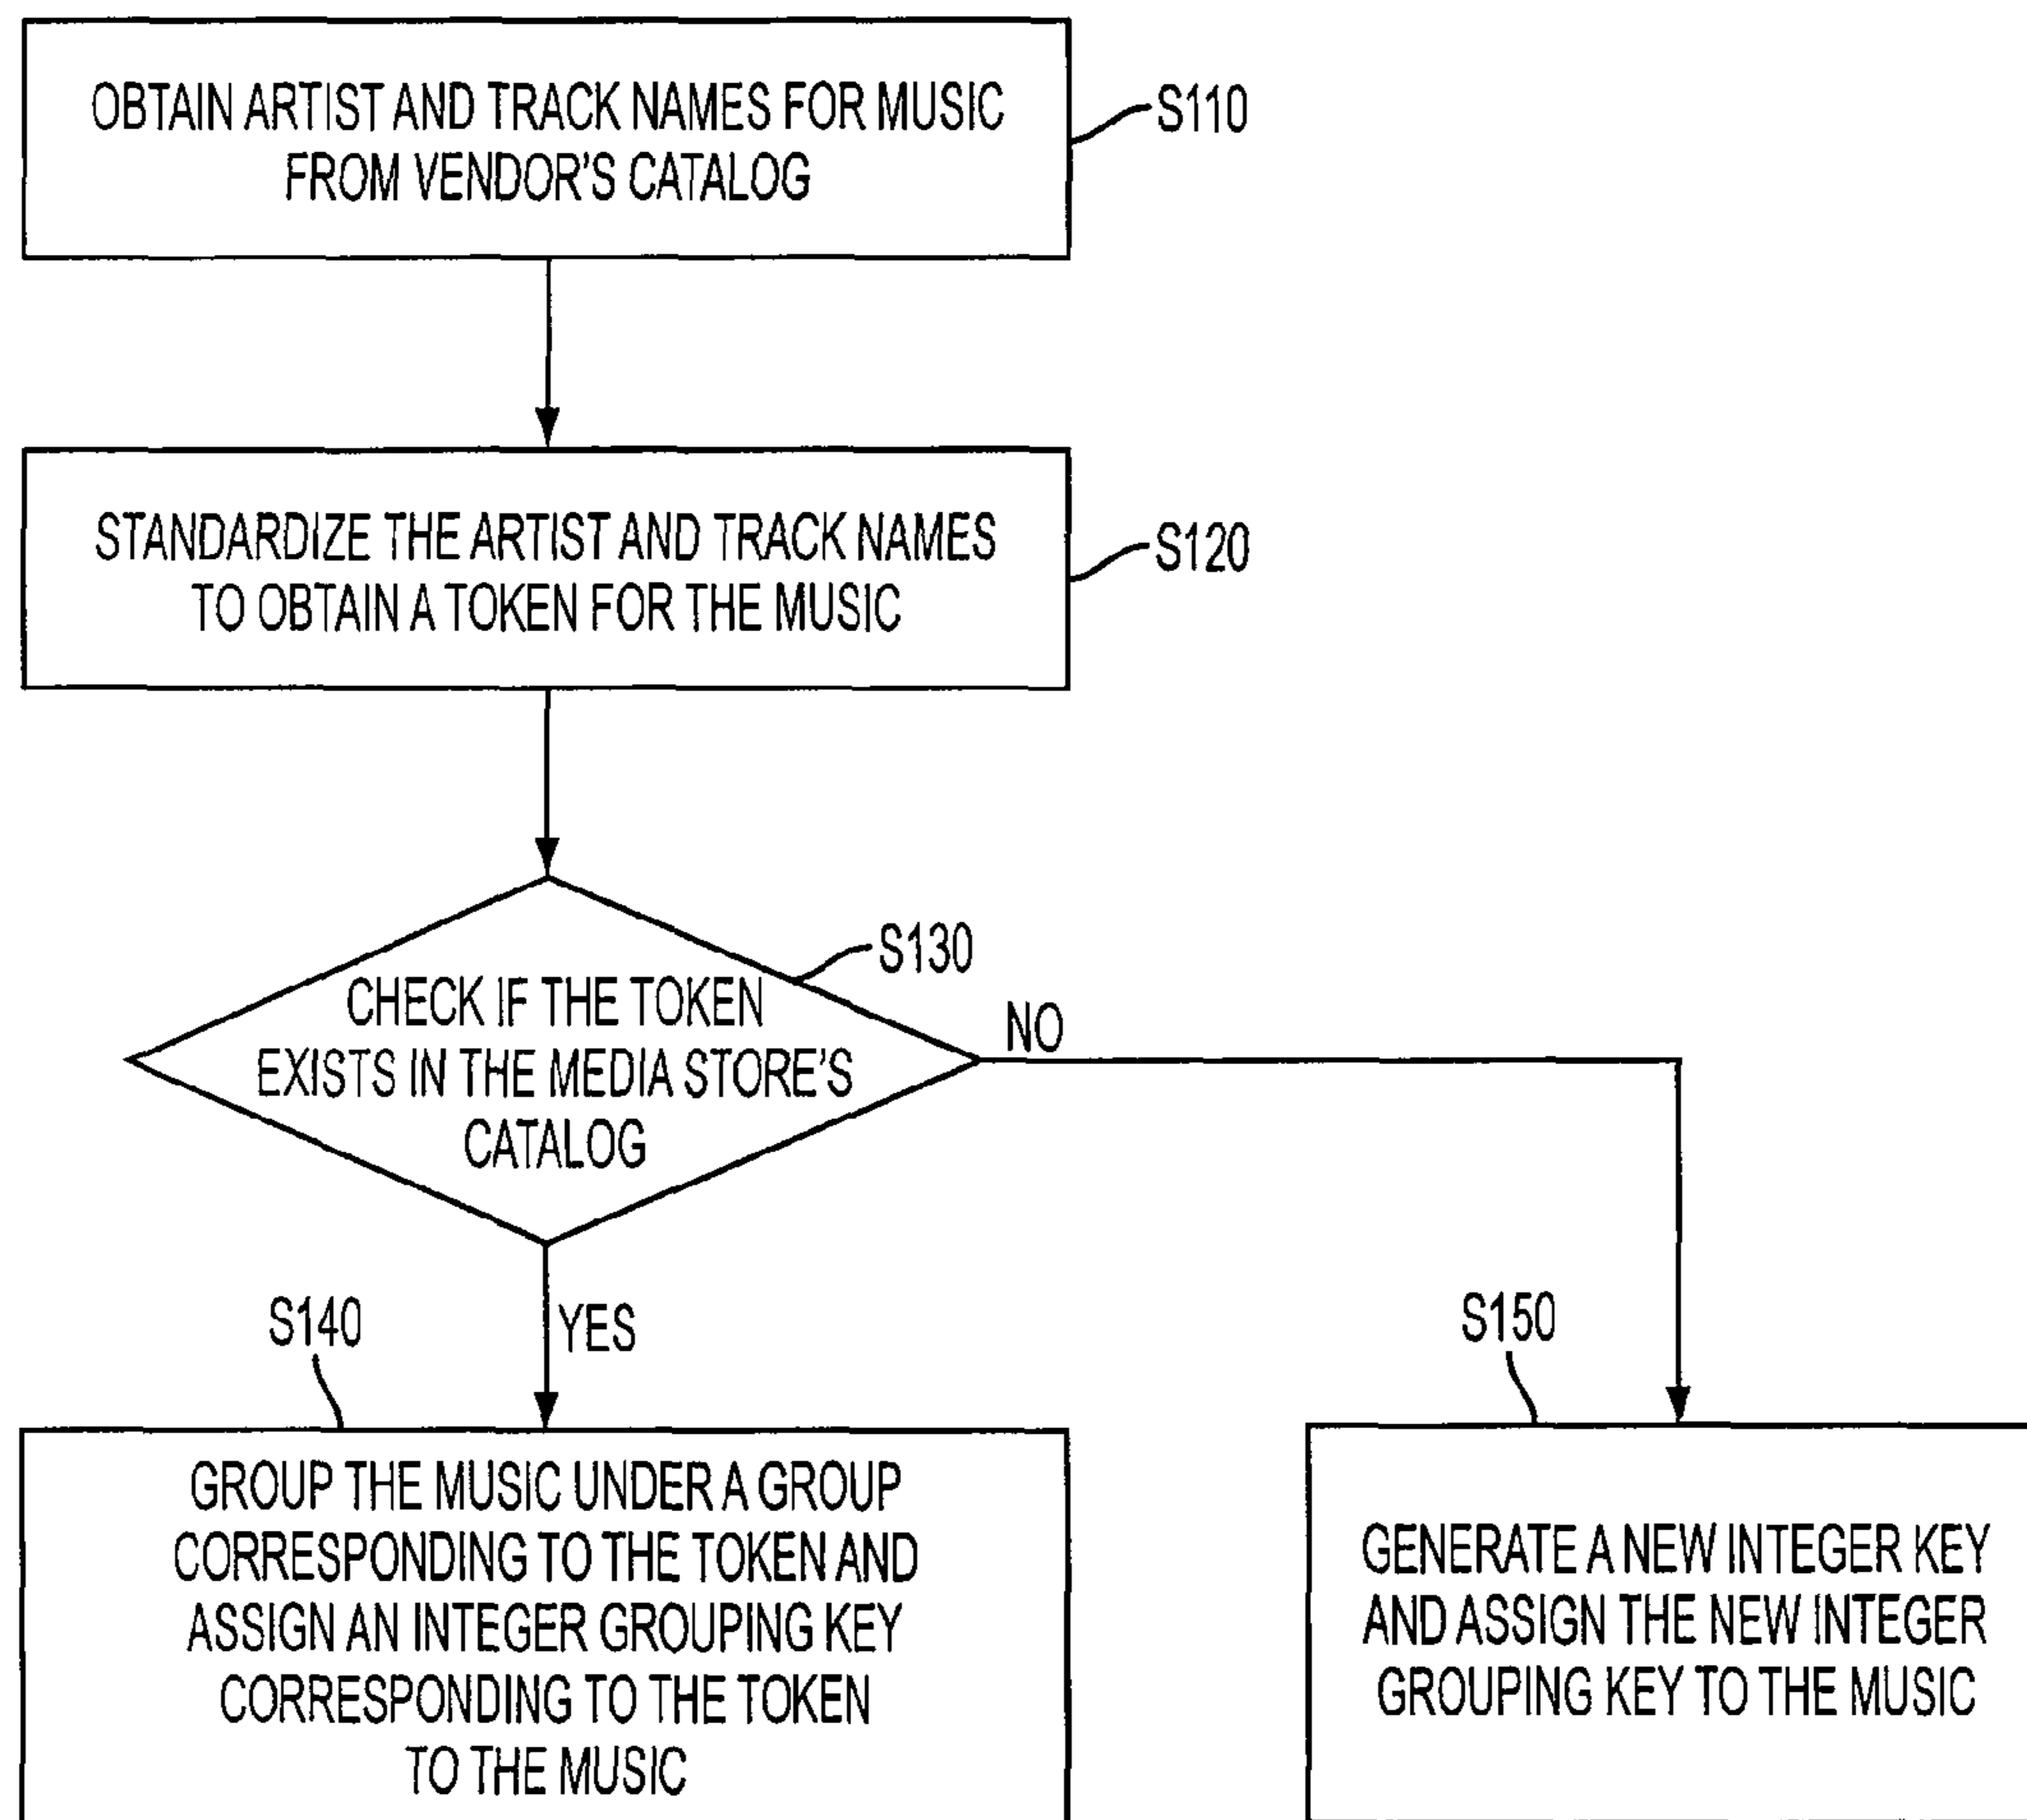 OBTAIN ARTIST AND TRACK NAMES FOR MUSIC
FROM VENDOR'S CATALOG
S110
STANDARDIZE THE ARTIST AND TRACK NAMES
TO OBTAIN A TOKEN FOR THE MUSIC
S120
S130
CHECK IF THE TOKEN
EXISTS IN THE MEDIA STORE'S
CATALOG
NO
YES
S140
GROUP THE MUSIC UNDER A GROUP
CORRESPONDING TO THE TOKEN AND
ASSIGN AN INTEGER GROUPING KEY
CORRESPONDING TO THE TOKEN
TO THE MUSIC
S150
GENERATE A NEW INTEGER KEY
AND ASSIGN THE NEW INTEGER
GROUPING KEY TO THE MUSIC